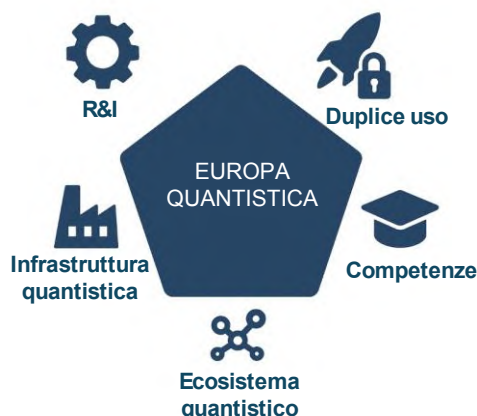 R&I
Duplice uso
EUROPA
QUANTISTICA
Infrastruttura
quantistica
Competenze
Ecosistema
quantistico